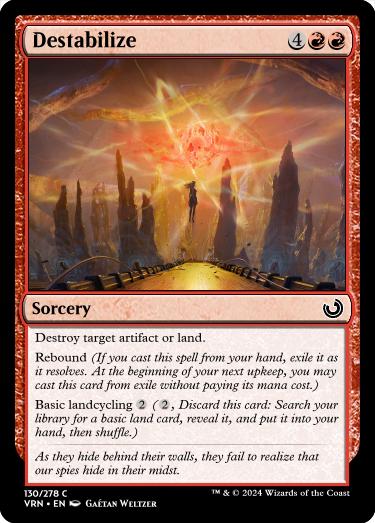 Destabilize 4
Sorcery
Destroy target artifact or land.
Rebound (If you cast this spell from your hand, exile it as
it resolves. At the beginning of your next upkeep, you may
cast this card from exile without paying its mana cost.)
Basic landcycling 2 (2, Discard this card: Search your
library for a basic land card, reveal it, and put it into your
hand, then shuffle.)
As they hide behind their walls, they fail to realize that
our spies hide in their midst.
130/278 C
VRN • EN Gaétan Weltzer
™ & © 2024 Wizards of the Coast